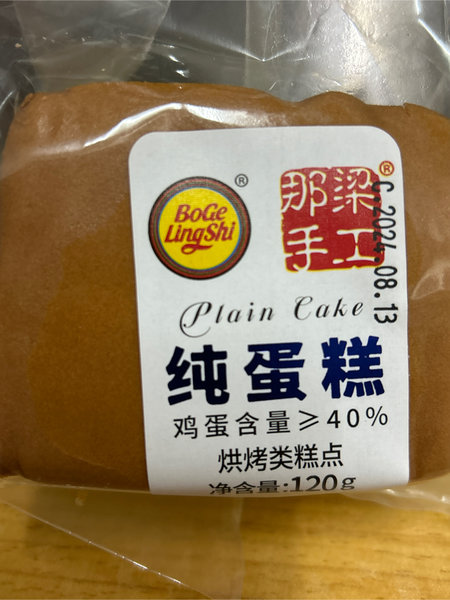 BoGe
LingShi
®
那梁
手工
®
C.2024.08.13
Plain Cake
纯蛋糕
鸡蛋含量≥40%
烘烤类糕点
净含量:120g